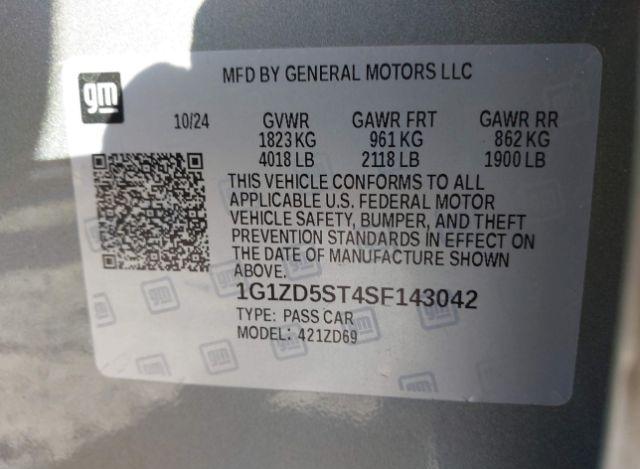 gm
MFD BY GENERAL MOTORS LLC
10/24 GVWR GAWR FRT GAWR RR
1823 KG 961 KG 862 KG
4018 LB 2118 LB 1900 LB
THIS VEHICLE CONFORMS TO ALL
APPLICABLE U.S. FEDERAL MOTOR
VEHICLE SAFETY, BUMPER, AND THEFT
PREVENTION STANDARDS IN EFFECT ON
THE DATE OF MANUFACTURE SHOWN
ABOVE.
1G1ZD5ST4SF143042
TYPE: PASS CAR
MODEL: 421ZD69